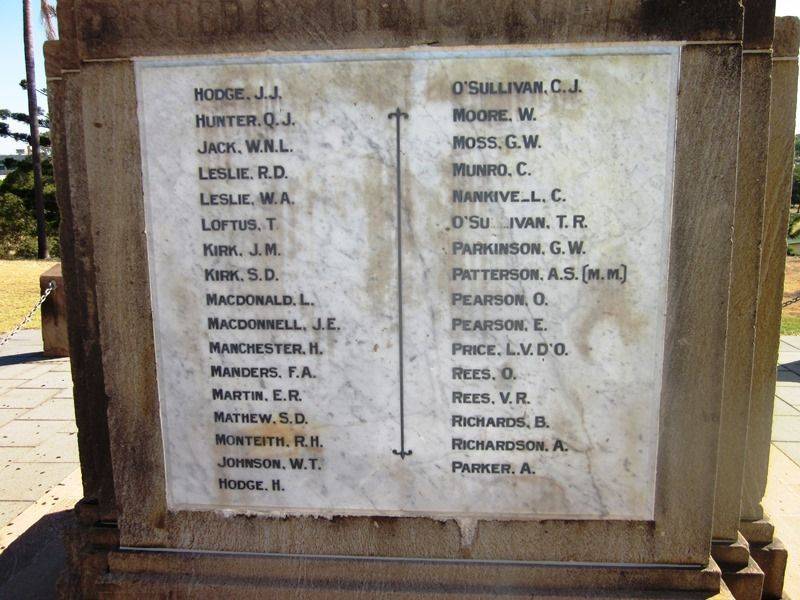 HODGE, J.J.
HUNTER, Q.J.
JACK, W.N.L.
LESLIE, R.D.
LESLIE, W.A.
LOFTUS, T
KIRK, J.M.
KIRK, S.D.
MACDONALD, L.
MACDONNELL, J.E.
MANCHESTER, H.
MANDERS, F.A.
MARTIN, E.R.
MATHEW, S.D.
MONTEITH, R.H.
JOHNSON, W.T.
HODGE, H.
O'SULLIVAN, C.J.
MOORE, W.
MOSS, G.W.
MUNRO, C.
NANKIVELL, C.
T.R.
PARKINSON, G.W.
PATTERSON, A.S. (M.M.)
PEARSON, O.
PEARSON, E.
PRICE, L.V.D'O.
REES, O.
REES, V.R.
RICHARDS, B.
RICHARDSON, A.
PARKER, A.